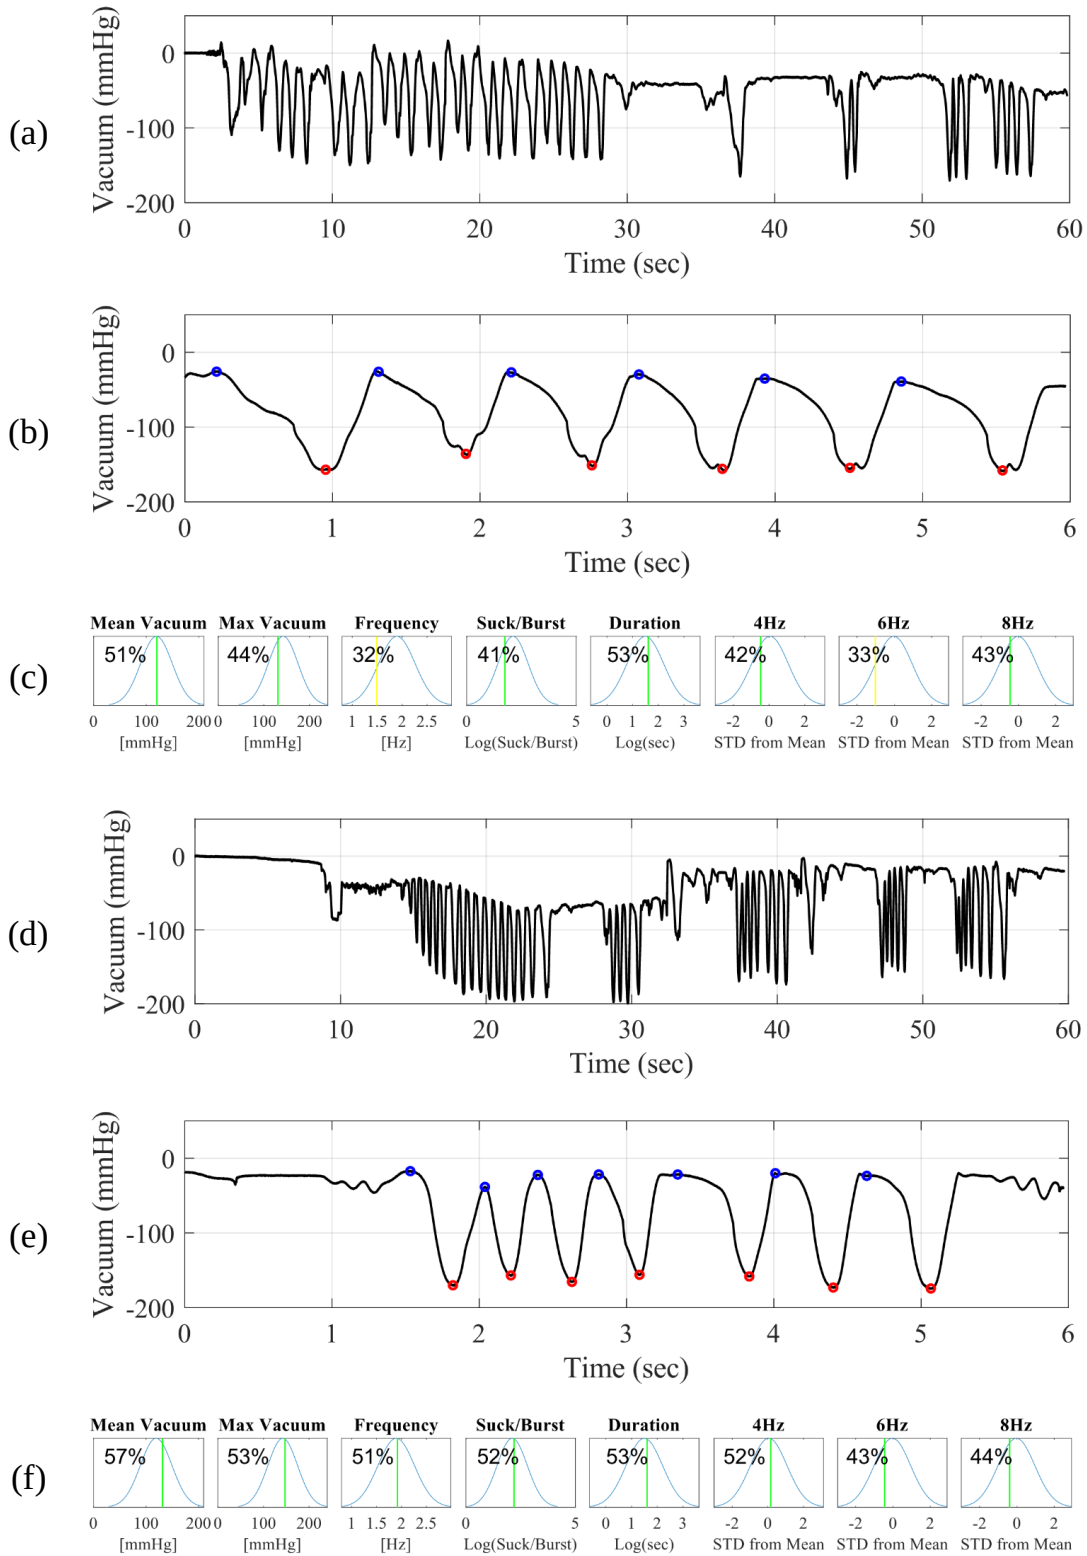 (a)
Vacuum (mmHg)
0
-100
-200
0 10 20 30 40 50 60
Time (sec)
(b)
Vacuum (mmHg)
0
-100
-200
0 1 2 3 4 5 6
Time (sec)
(c)
Mean Vacuum Max Vacuum Frequency Suck/Burst Duration 4Hz 6Hz 8Hz
51% 44% 32% 41% 53% 42% 33% 43%
0 120 200 0 140 200 1 1.5 2 2.5 0 5 0 1 2 3 -2 0 2 -2 0 2 -2 0 2
[mmHg] [mmHg] [Hz] Log(Suck/Burst) Log(sec) STD from Mean STD from Mean STD from Mean
(d)
Vacuum (mmHg)
0
-100
-200
0 10 20 30 40 50 60
Time (sec)
(e)
Vacuum (mmHg)
0
-100
-200
0 1 2 3 4 5 6
Time (sec)
(f)
Mean Vacuum Max Vacuum Frequency Suck/Burst Duration 4Hz 6Hz 8Hz
57% 53% 51% 52% 53% 52% 43% 44%
0 100 200 0 100 200 1 1.5 2 2.5 0 5 0 1 2 3 -2 0 2 -2 0 2 -2 0 2
[mmHg] [mmHg] [Hz] Log(Suck/Burst) Log(sec) STD from Mean STD from Mean STD from Mean